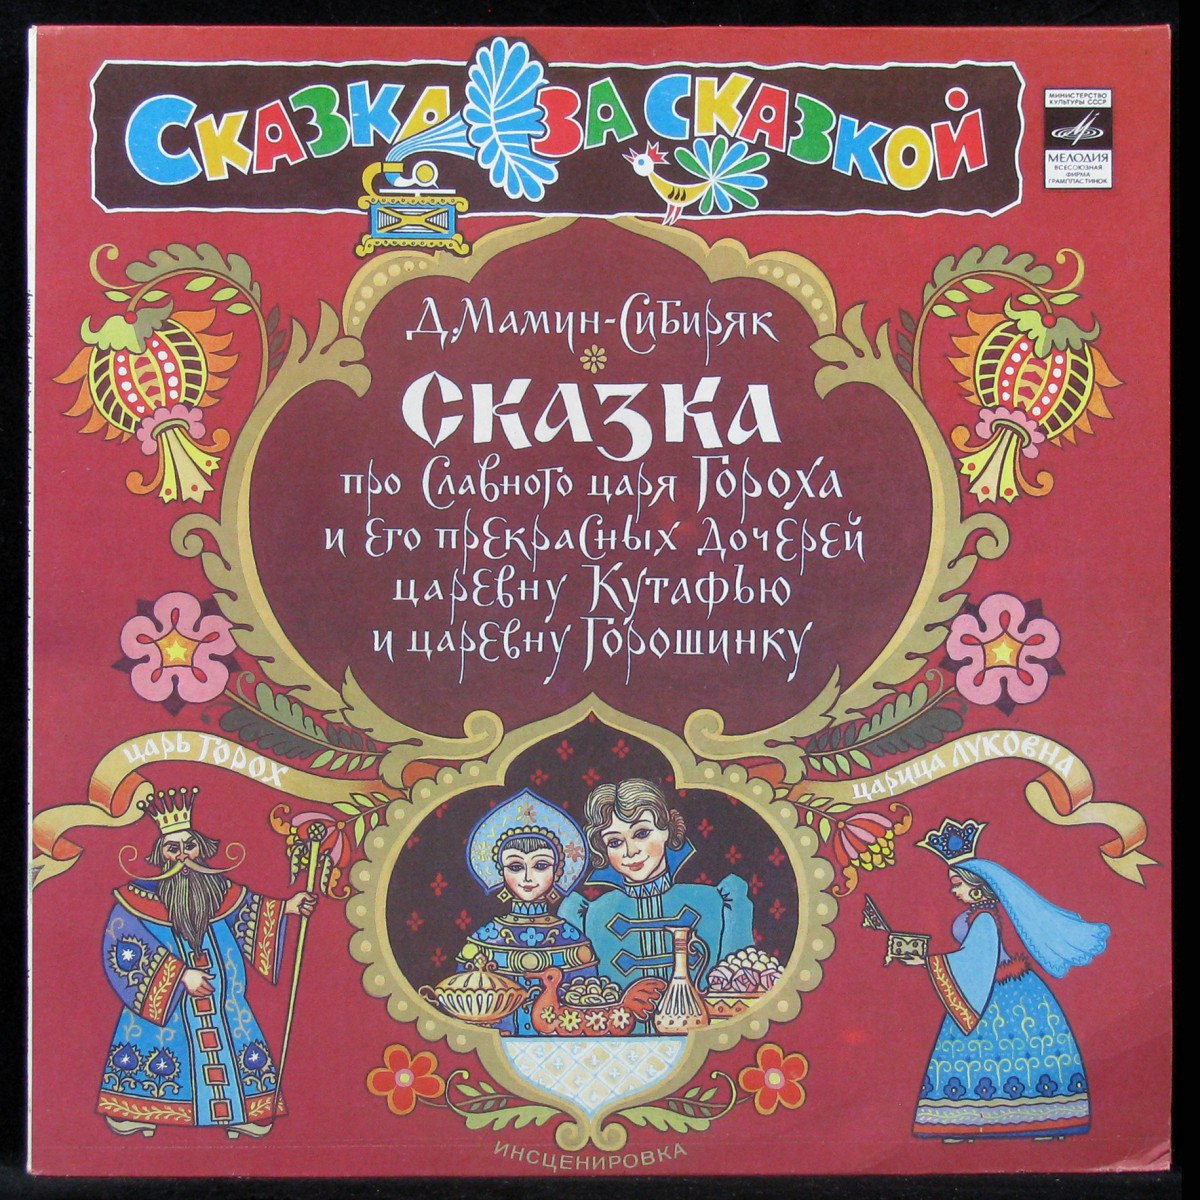 Сказка за сказкой
МИНИСТЕРСТВО
КУЛЬТУРЫ СССР
МЕЛОДИЯ
ВСЕСОЮЗНАЯ
ФИРМА
ГРАМПЛАСТИНОК
Д. Мамин-Сибиряк
Сказка
про Славного царя Гороха
и его прекрасных дочерей
царевну Кутафью
и царевну Горошинку
царь Горох
царица Луковна
ИНСЦЕНИРОВКА